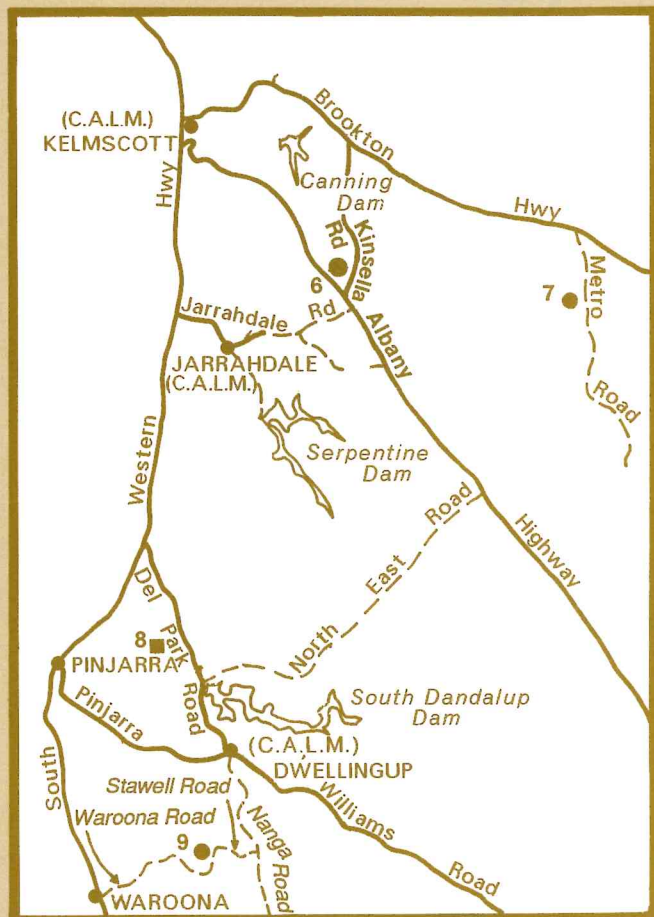 (C.A.L.M.)
KELMSCOTT
Hwy
Brookton
Hwy
Canning
Dam
Kinsella
Rd
6
7
Metro
Road
Jarrahdale
Rd
Albany
JARRAHDALE
(C.A.L.M.)
Serpentine
Dam
Western
Highway
North
East
Road
Del
Park
Road
8
PINJARRA
Pinjarra
South Dandalup
Dam
(C.A.L.M.)
DWELLINGUP
South
Stawell Road
Waroona Road
9
Nanga
Road
Williams
Road
WAROONA